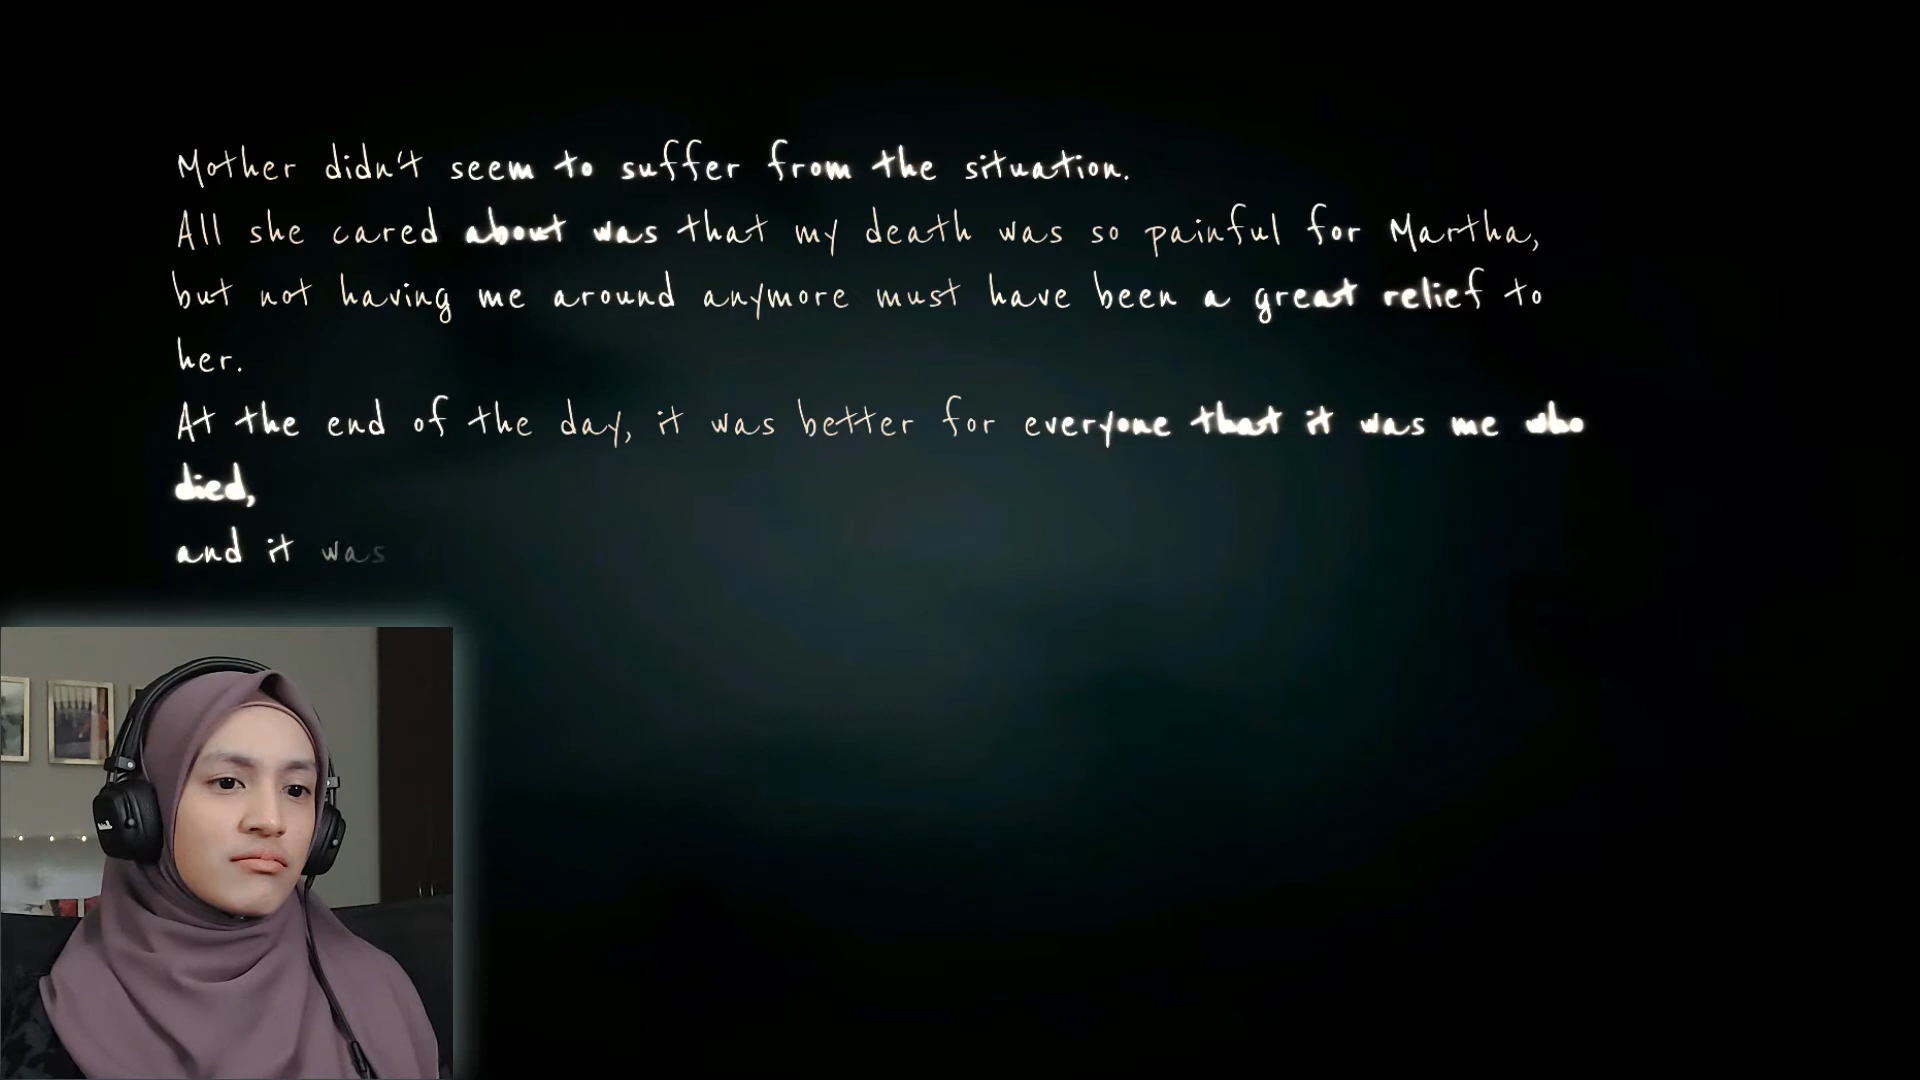 Mother didn't seem to suffer from the situation.
All she cared about was that my death was so painful for Martha,
but not having me around anymore must have been a great relief to
her.
At the end of the day, it was better for everyone that it was me who
died,
and it was